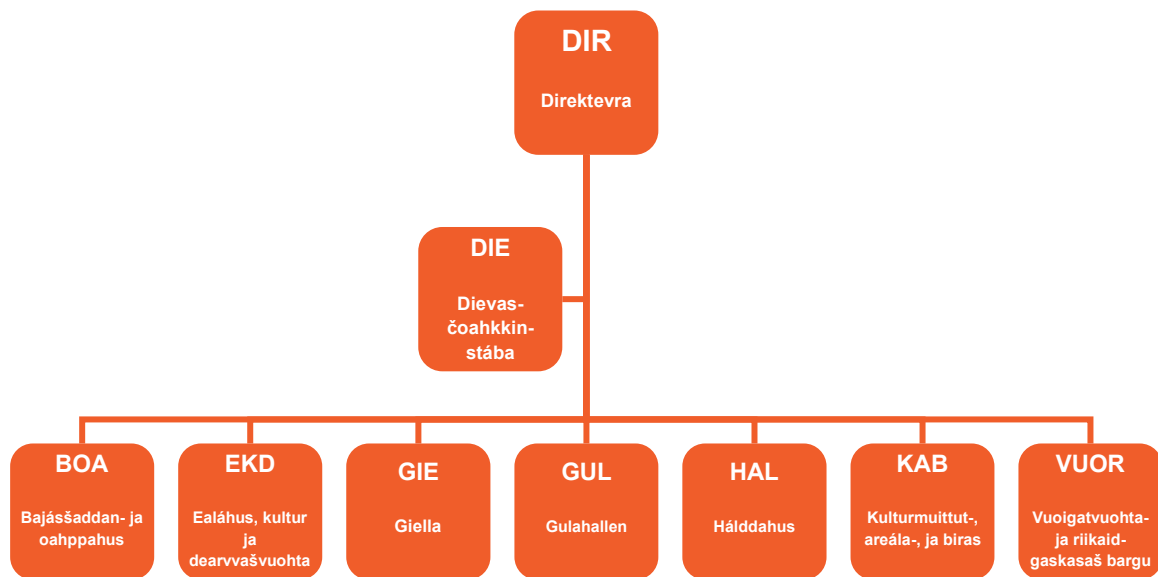 DIR
Direktevra
DIE
Dievas-
čoahkkin-
stába
BOA
Bajásšaddan- ja
oahppahus
EKD
Ealáhus, kultur
ja
dearvvašvuohta
GIE
Giella
GUL
Gulahallen
HAL
Hálddahus
KAB
Kulturmuittut-,
areála-, ja biras
VUOR
Vuoigatvuohta-
ja riikaid-
gaskasaš bargu